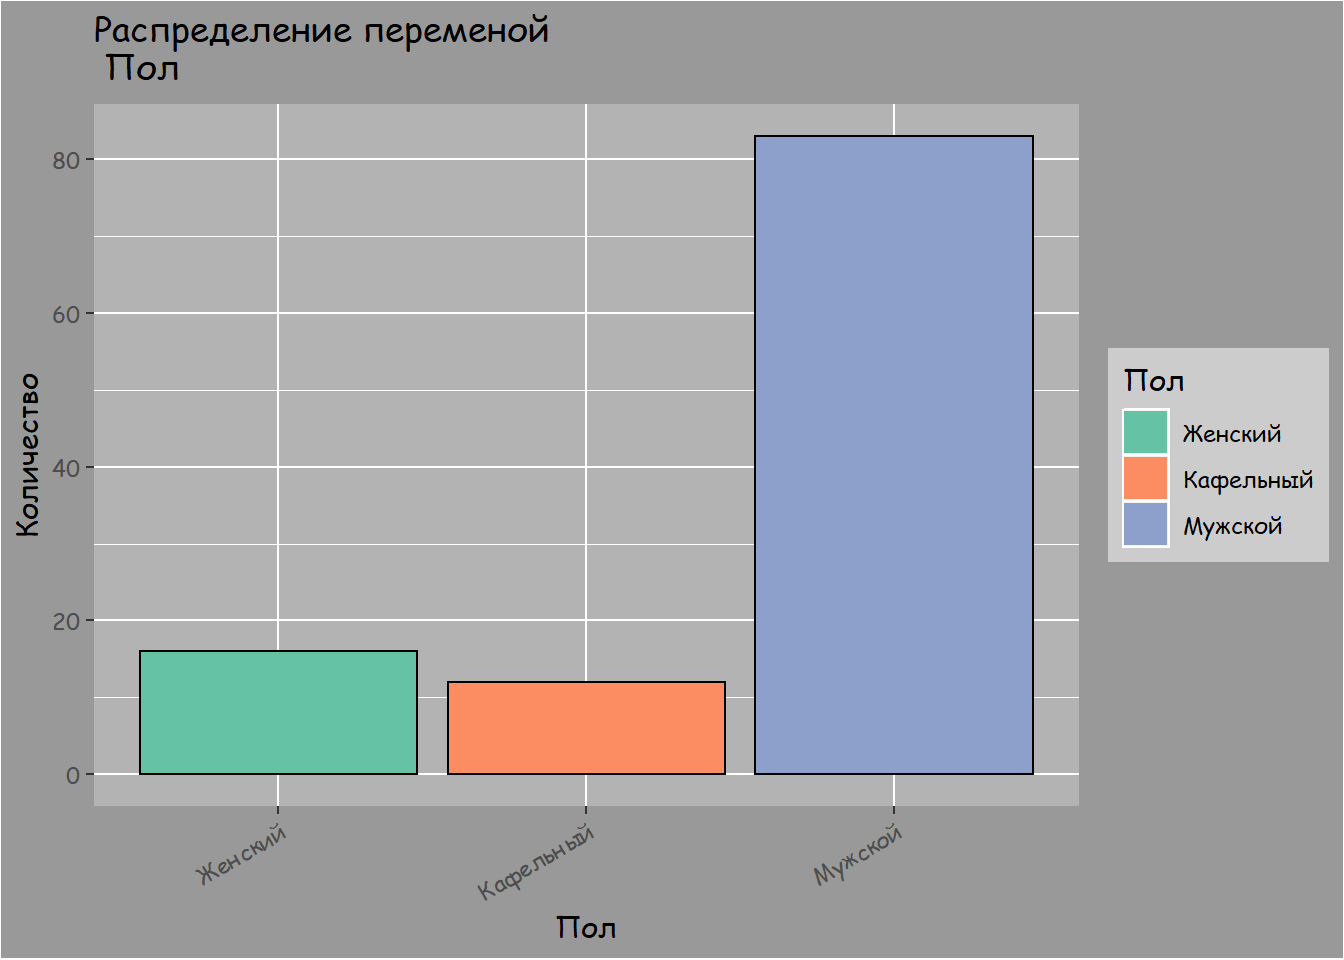 Распределение переменой
Пол
80
60
40
20
0
Количество
Женский
Кафельный
Мужской
Пол
Пол
Женский
Кафельный
Мужской